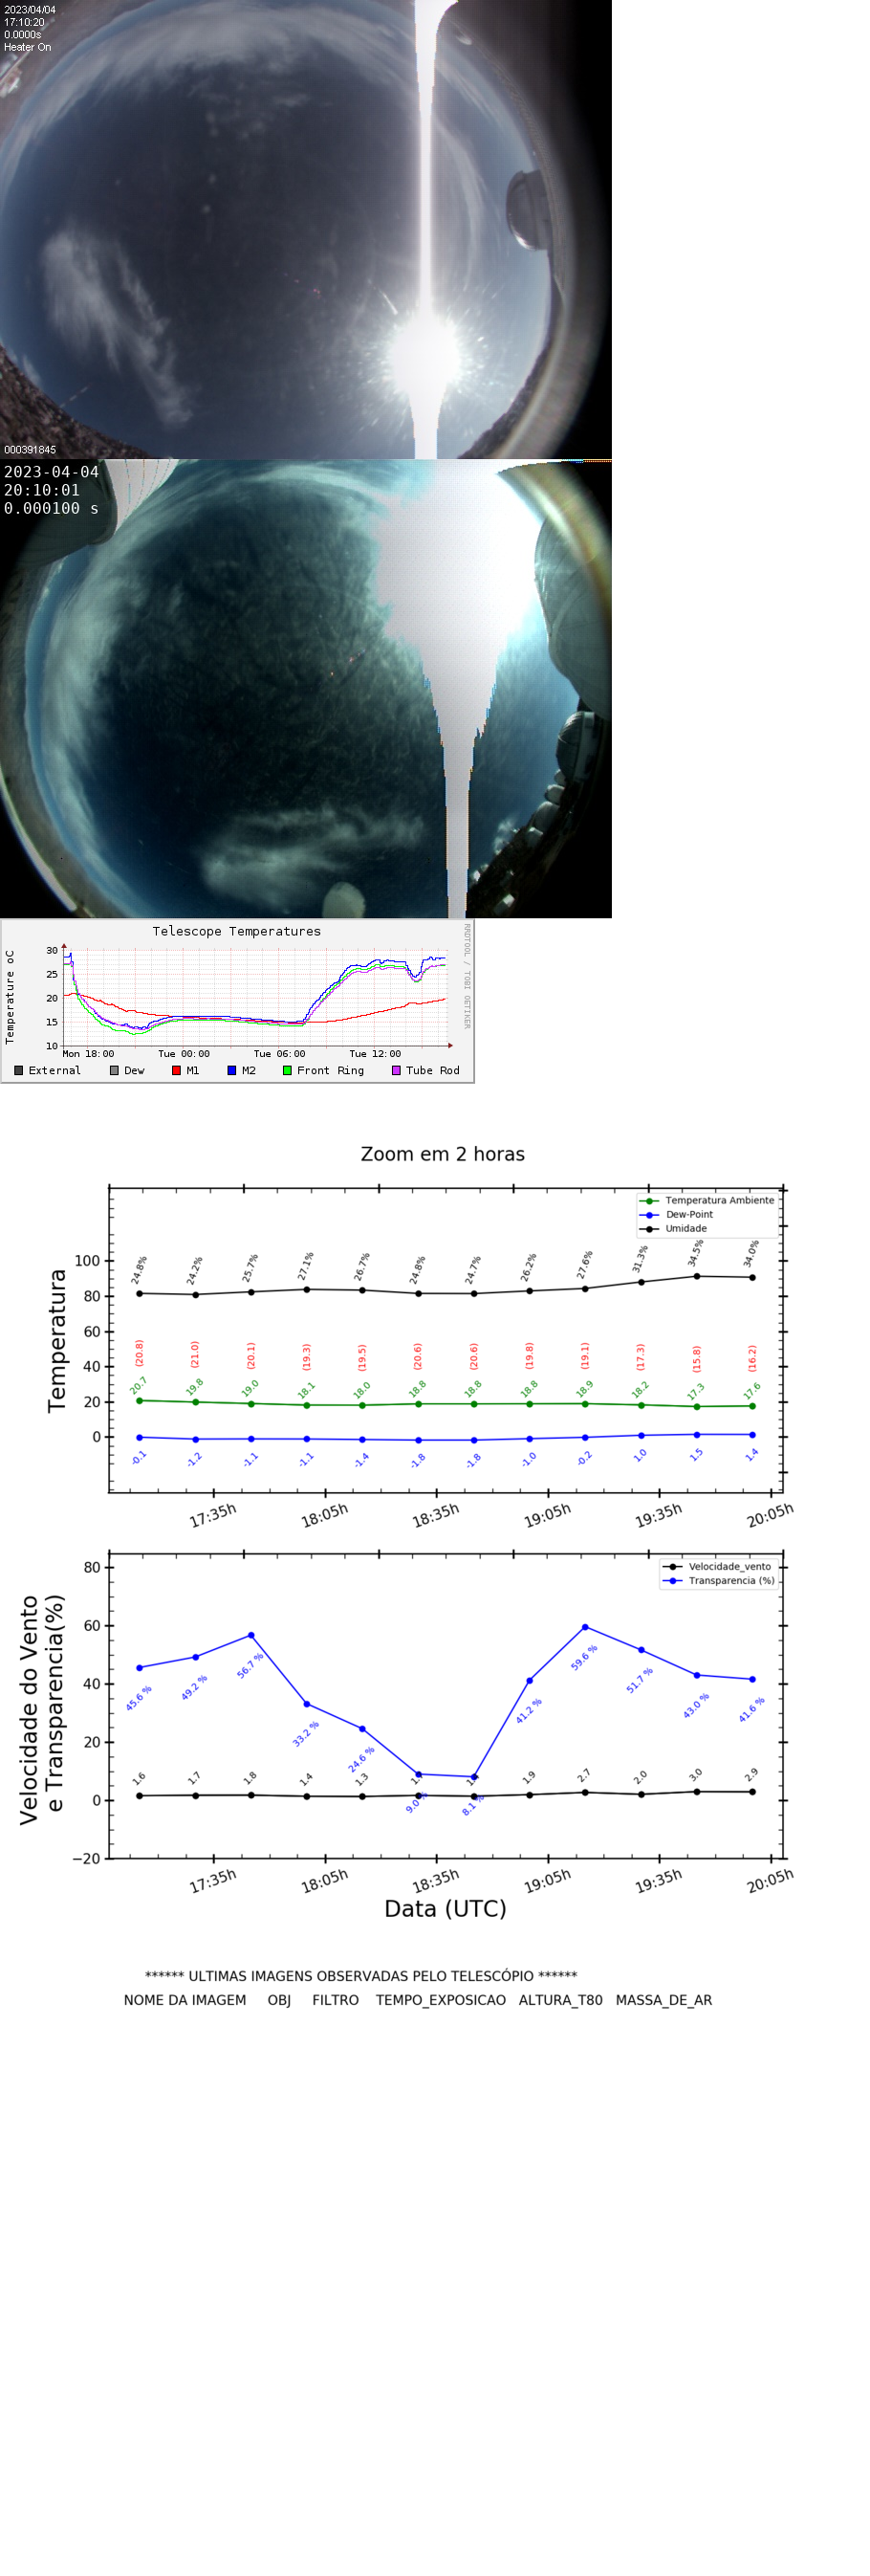 2023/04/04
17:10:20
0.0000s
Heater On
000391845
2023-04-04
20:10:01
0.000100 s
Telescope Temperatures
RRDTOOL / TOBI OETIKER
Temperature oC
30
25
20
15
10
Mon 18:00 Tue 00:00 Tue 06:00 Tue 12:00
External Dew M1 M2 Front Ring Tube Rod
Zoom em 2 horas
Temperatura
Temperatura Ambiente
Dew-Point
Umidade
100
80
60
40
20
0
24.8% 24.2% 25.7% 27.1% 26.7% 24.8% 24.7% 26.2% 27.6% 31.3% 34.5% 34.0%
(20.8) (21.0) (20.1) (19.3) (19.5) (20.6) (20.6) (19.8) (19.1) (17.3) (15.8) (16.2)
20.7 19.8 19.0 18.1 18.0 18.8 18.8 18.8 18.9 18.2 17.3 17.6
-0.1 -1.2 -1.1 -1.1 -1.4 -1.8 -1.8 -1.0 -0.2 1.0 1.5 1.4
17:35h 18:05h 18:35h 19:05h 19:35h 20:05h
Velocidade do Vento
e Transparencia(%)
Velocidade_vento
Transparencia (%)
80
60
40
20
0
−20
45.6 % 49.2 % 56.7 % 33.2 % 24.6 % 9.0 % 8.1 % 41.2 % 59.6 % 51.7 % 43.0 % 41.6 %
1.6 1.7 1.8 1.4 1.3 1.9 2.7 2.0 3.0 2.9
17:35h 18:05h 18:35h 19:05h 19:35h 20:05h
Data (UTC)
****** ULTIMAS IMAGENS OBSERVADAS PELO TELESCÓPIO ******
NOME DA IMAGEM OBJ FILTRO TEMPO_EXPOSICAO ALTURA_T80 MASSA_DE_AR